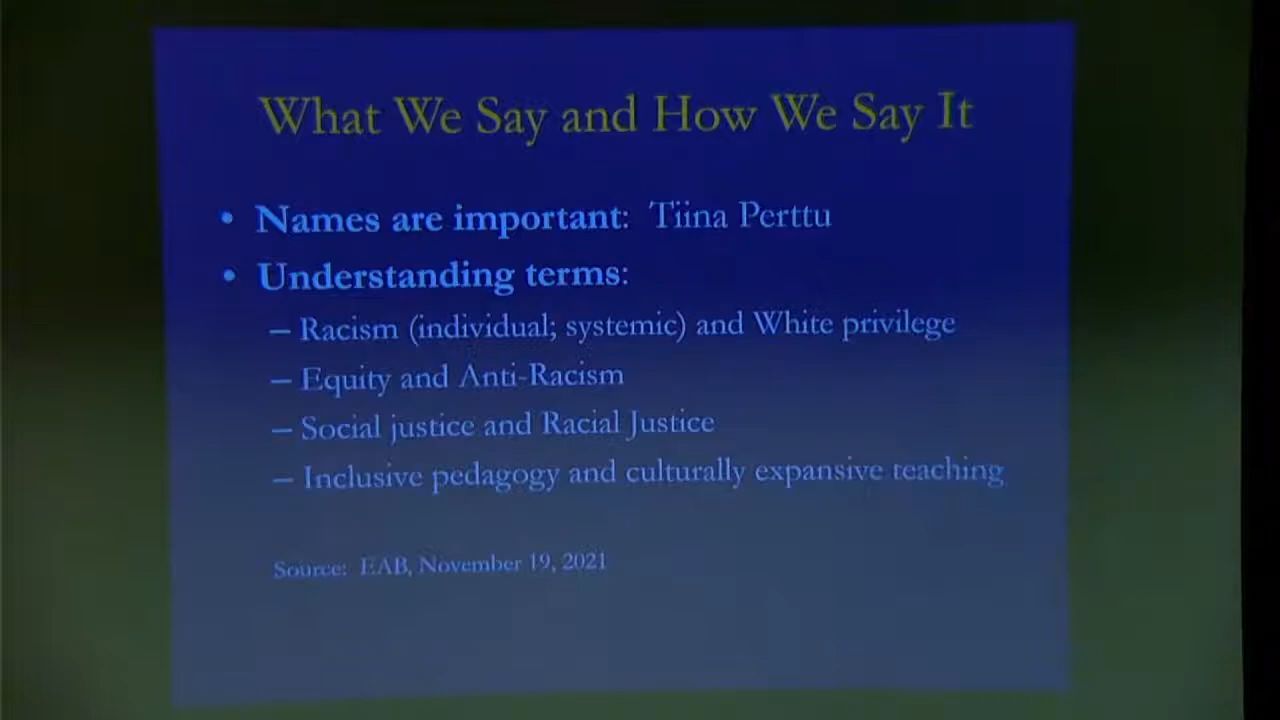 What We Say and How We Say It
• Names are important: Tiina Perttu
• Understanding terms:
– Racism (individual; systemic) and White privilege
– Equity and Anti-Racism
– Social justice and Racial Justice
– Inclusive pedagogy and culturally expansive teaching
Source: EAB, November 19, 2021